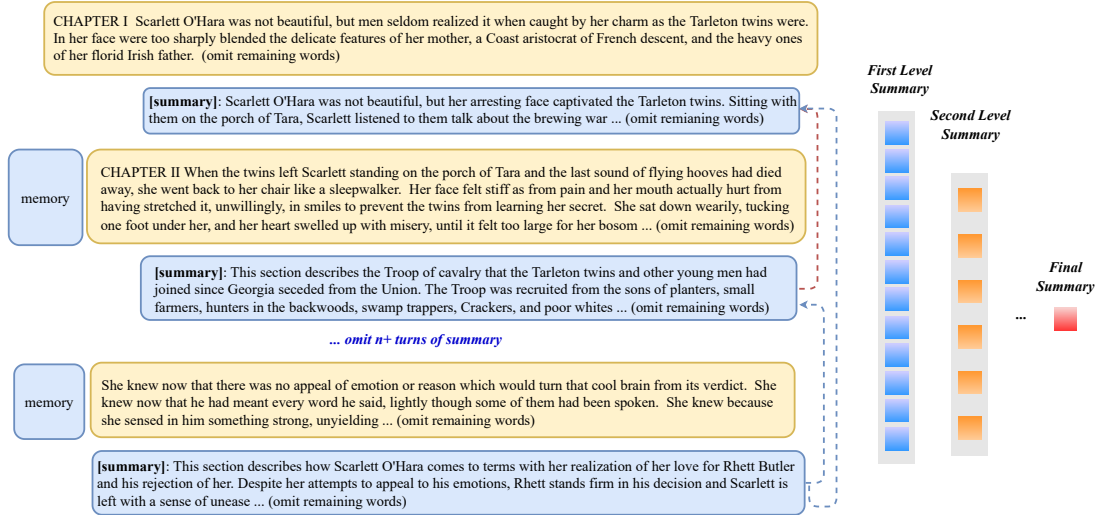 CHAPTER I  Scarlett O'Hara was not beautiful, but men seldom realized it when caught by her charm as the Tarleton twins were.
In her face were too sharply blended the delicate features of her mother, a Coast aristocrat of French descent, and the heavy ones
of her florid Irish father.  (omit remaining words)
[summary]: Scarlett O'Hara was not beautiful, but her arresting face captivated the Tarleton twins. Sitting with
them on the porch of Tara, Scarlett listened to them talk about the brewing war ... (omit remianing words)
memory
CHAPTER II When the twins left Scarlett standing on the porch of Tara and the last sound of flying hooves had died
away, she went back to her chair like a sleepwalker.  Her face felt stiff as from pain and her mouth actually hurt from
having stretched it, unwillingly, in smiles to prevent the twins from learning her secret.  She sat down wearily, tucking
one foot under her, and her heart swelled up with misery, until it felt too large for her bosom ... (omit remaining words)
[summary]: This section describes the Troop of cavalry that the Tarleton twins and other young men had
joined since Georgia seceded from the Union. The Troop was recruited from the sons of planters, small
farmers, hunters in the backwoods, swamp trappers, Crackers, and poor whites ... (omit remaining words)
... omit n+ turns of summary
memory
She knew now that there was no appeal of emotion or reason which would turn that cool brain from its verdict.  She
knew now that he had meant every word he said, lightly though some of them had been spoken.  She knew because
she sensed in him something strong, unyielding ... (omit remaining words)
[summary]: This section describes how Scarlett O'Hara comes to terms with her realization of her love for Rhett Butler
and his rejection of her. Despite her attempts to appeal to his emotions, Rhett stands firm in his decision and Scarlett is
left with a sense of unease ... (omit remaining words)
First Level
Summary
Second Level
Summary
...
Final
Summary